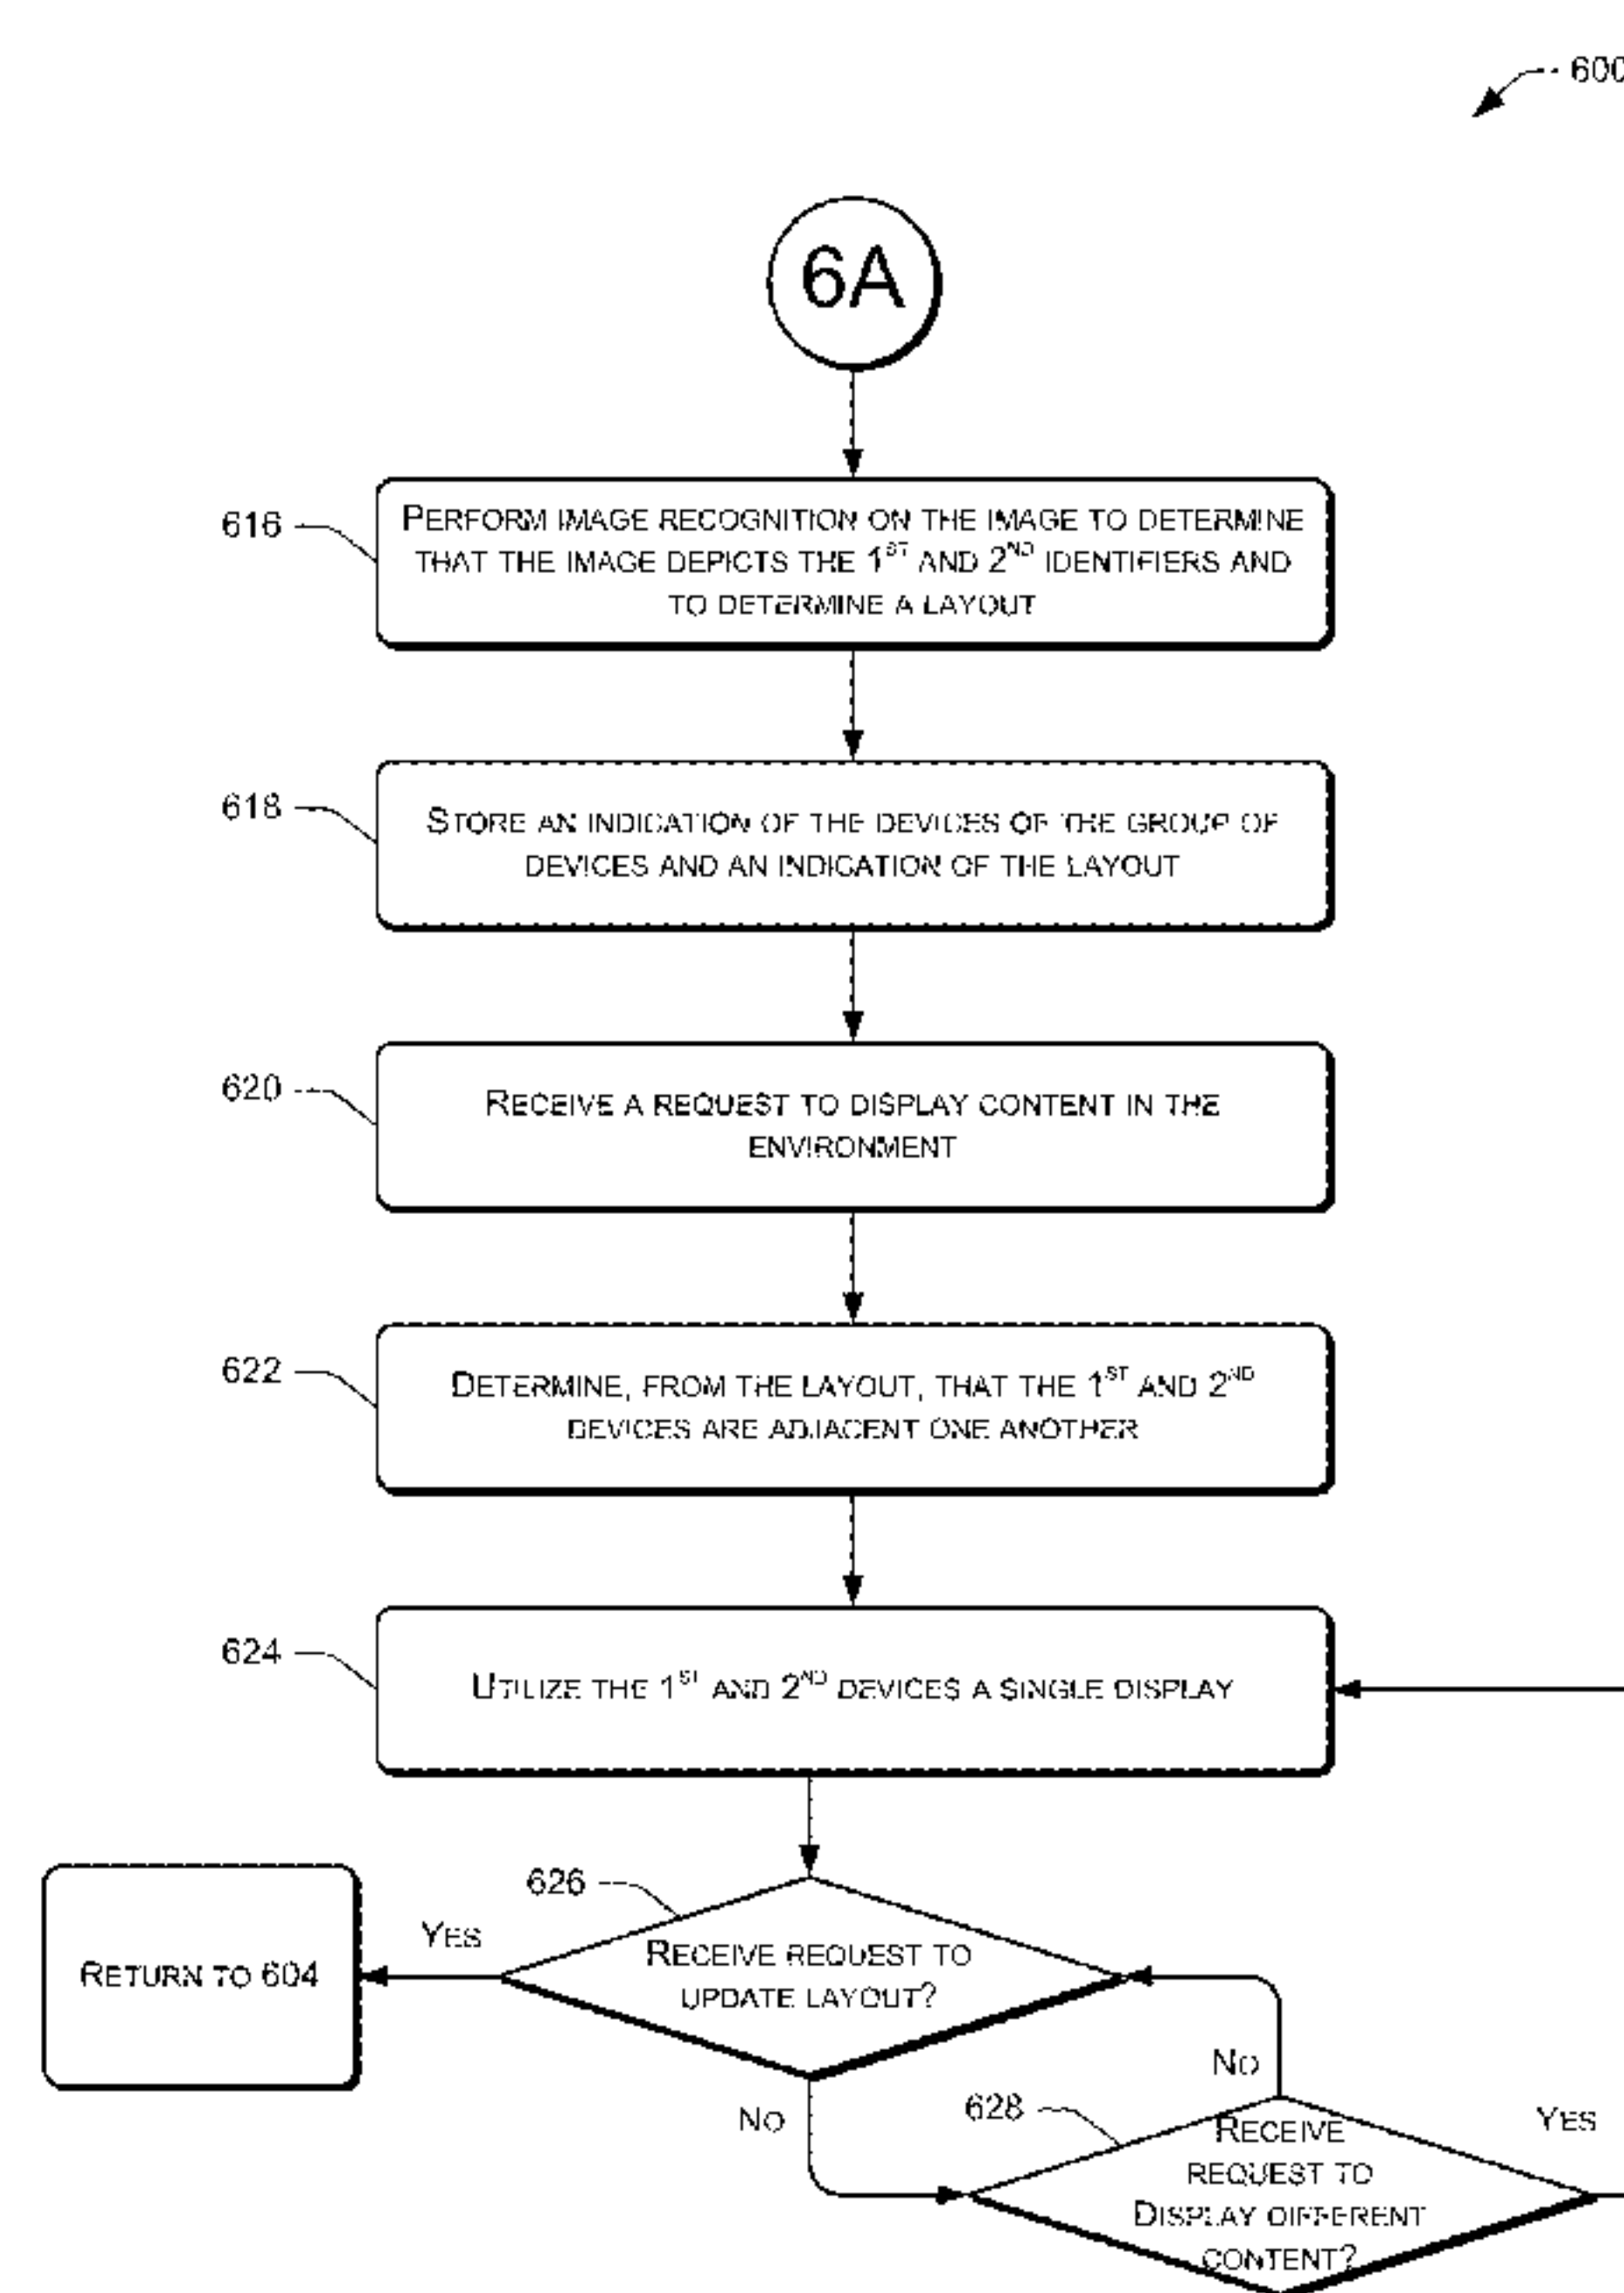 600
6A
616
PERFORM IMAGE RECOGNITION ON THE IMAGE TO DETERMINE
THAT THE IMAGE DEPICTS THE 1ST AND 2ND IDENTIFIERS AND
TO DETERMINE A LAYOUT
618
STORE AN INDICATION OF THE DEVICES OF THE GROUP OF
DEVICES AND AN INDICATION OF THE LAYOUT
620
RECEIVE A REQUEST TO DISPLAY CONTENT IN THE
ENVIRONMENT
622
DETERMINE, FROM THE LAYOUT, THAT THE 1ST AND 2ND
DEVICES ARE ADJACENT ONE ANOTHER
624
UTILIZE THE 1ST AND 2ND DEVICES A SINGLE DISPLAY
626
YES
RECEIVE REQUEST TO
UPDATE LAYOUT?
RETURN TO 604
NO
NO
628
YES
RECEIVE
REQUEST TO
DISPLAY DIFFERENT
CONTENT?